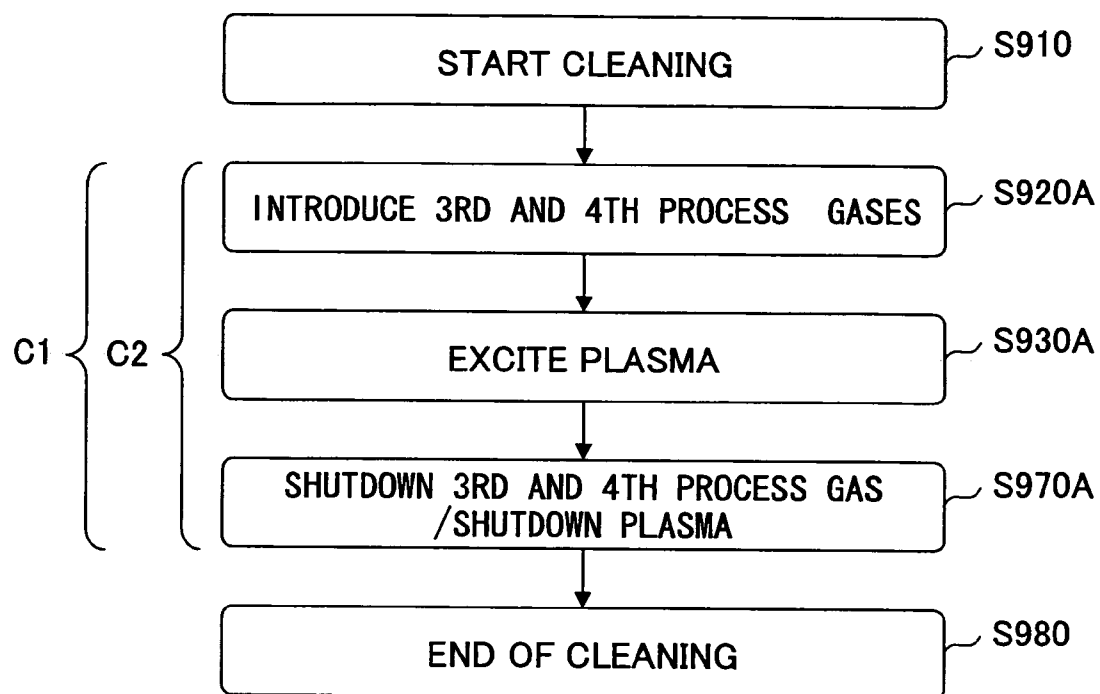 START CLEANING
S910
INTRODUCE 3RD AND 4TH PROCESS GASES
S920A
C1
C2
EXCITE PLASMA
S930A
SHUTDOWN 3RD AND 4TH PROCESS GAS
/SHUTDOWN PLASMA
S970A
END OF CLEANING
S980